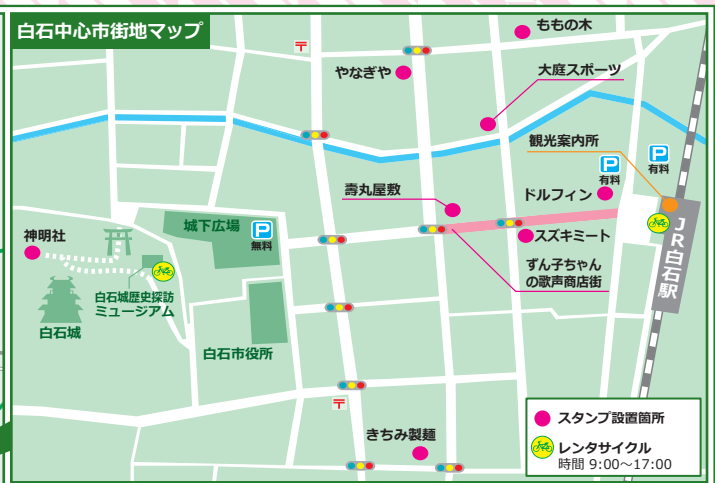 白石中心市街地マップ
〒
ももの木
やなぎや
大庭スポーツ
観光案内所
P
有料
P
有料
壽丸屋敷
ドルフィン
神明社
城下広場
P
無料
スズキミート
JR白石駅
ずん子ちゃん
の歌声商店街
白石城歴史探訪
ミュージアム
白石城
白石市役所
〒
きちみ製麺
スタンプ設置箇所
レンタサイクル
時間 9:00〜17:00